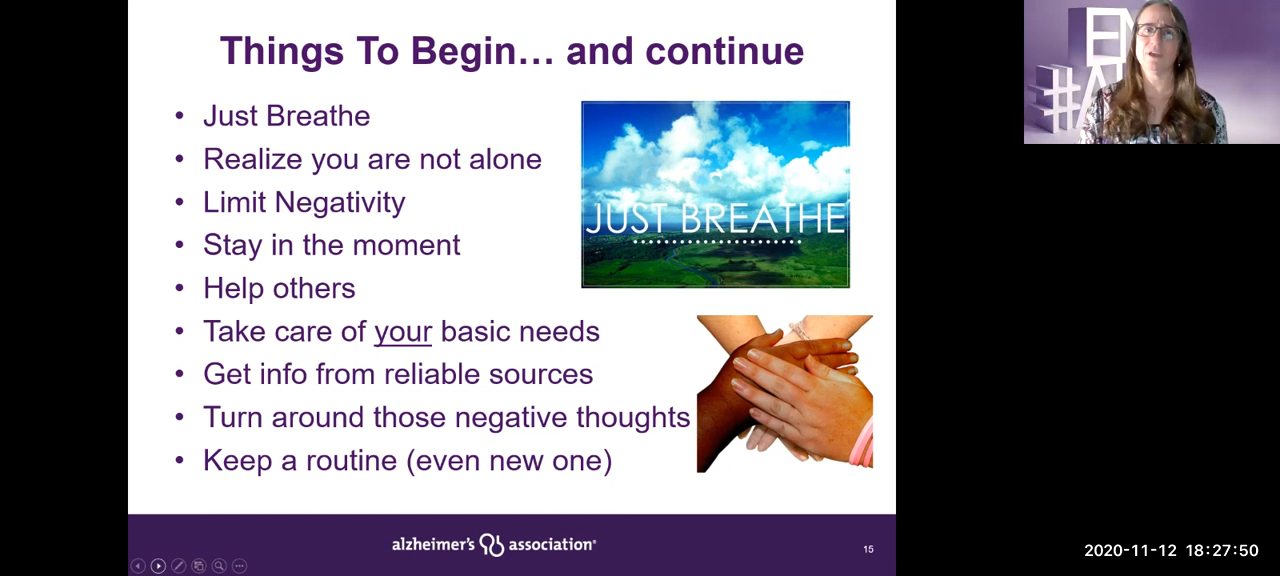 Things To Begin... and continue
• Just Breathe
• Realize you are not alone
• Limit Negativity
• Stay in the moment
• Help others
• Take care of your basic needs
• Get info from reliable sources
• Turn around those negative thoughts
• Keep a routine (even new one)
JUST BREATHE
alzheimer's association®
15
2020-11-12 18:27:50